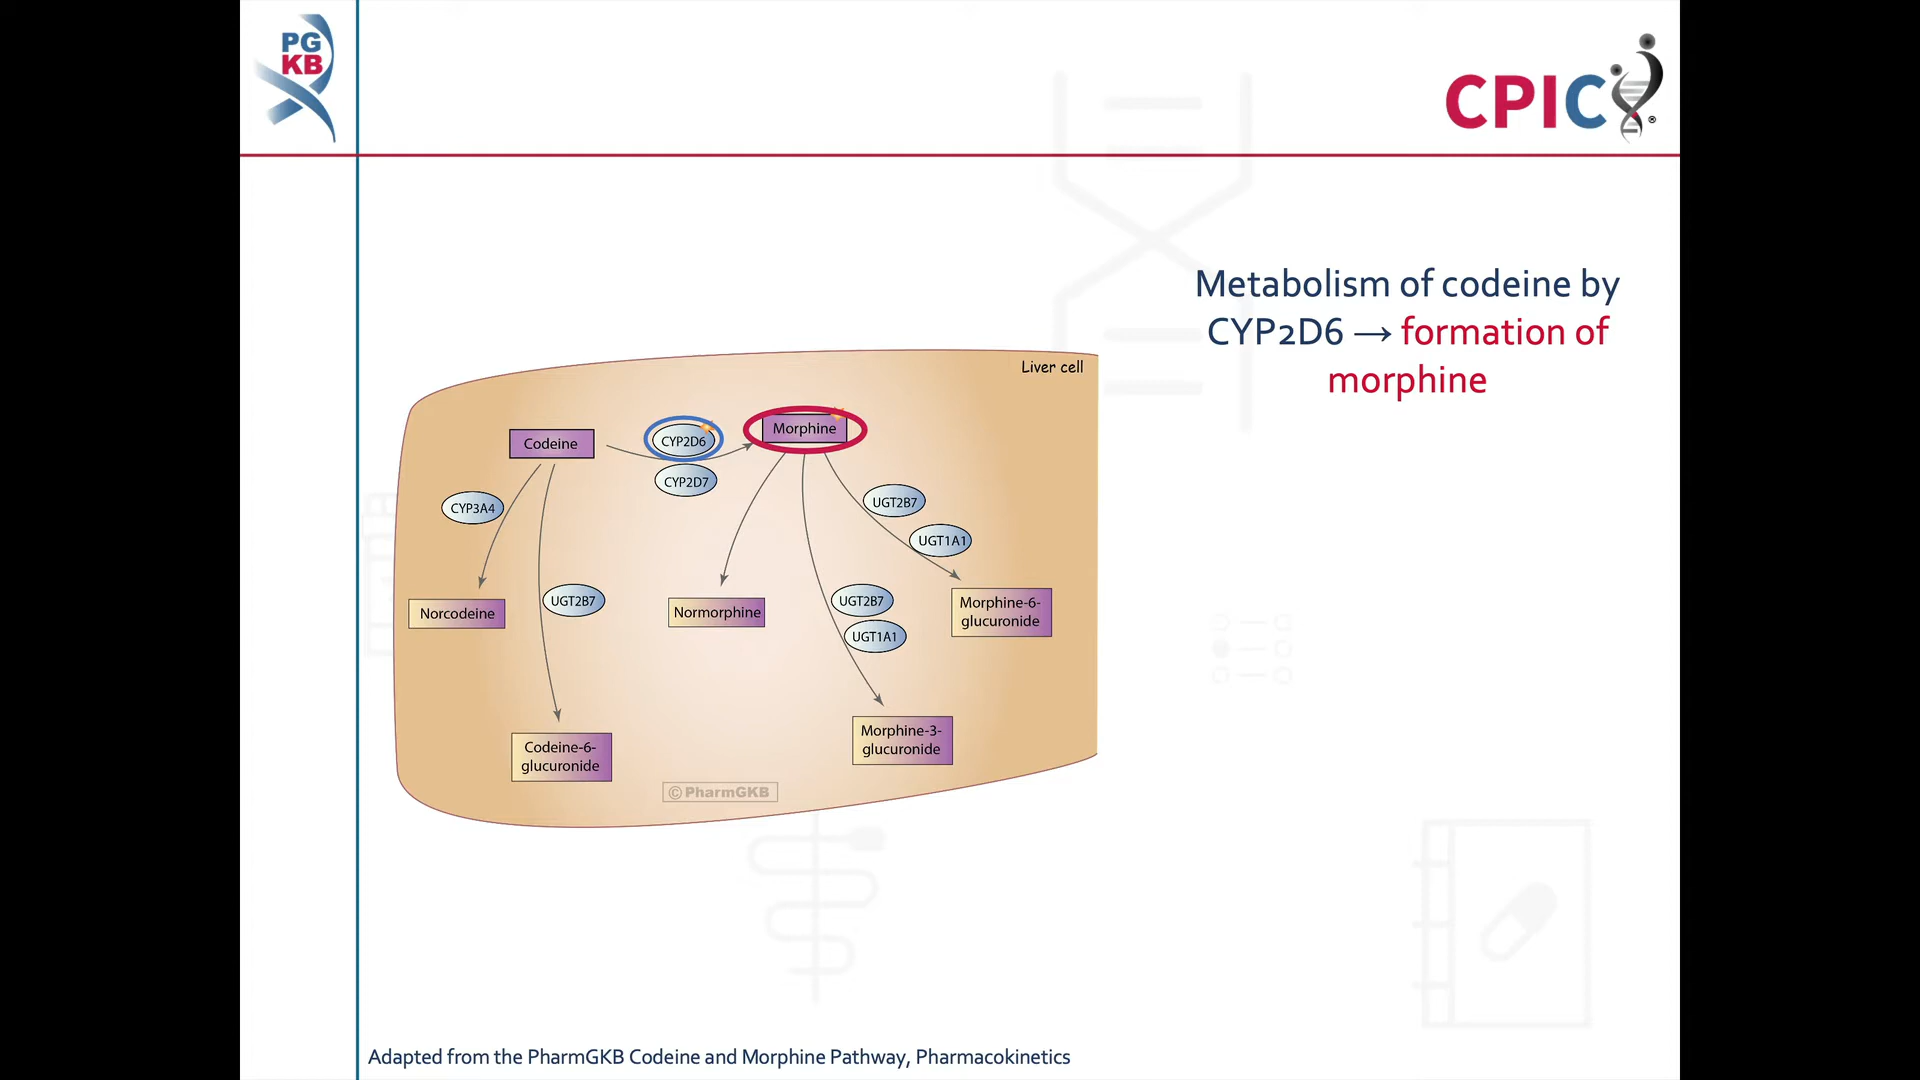 PG
KB
CPIC®
Metabolism of codeine by
CYP2D6 → formation of
morphine
Liver cell
Codeine
CYP2D6
Morphine
CYP2D7
CYP3A4
UGT2B7
UGT1A1
Norcodeine
UGT2B7
Normorphine
UGT2B7
UGT1A1
Morphine-6-
glucuronide
Codeine-6-
glucuronide
Morphine-3-
glucuronide
© PharmGKB
Adapted from the PharmGKB Codeine and Morphine Pathway, Pharmacokinetics